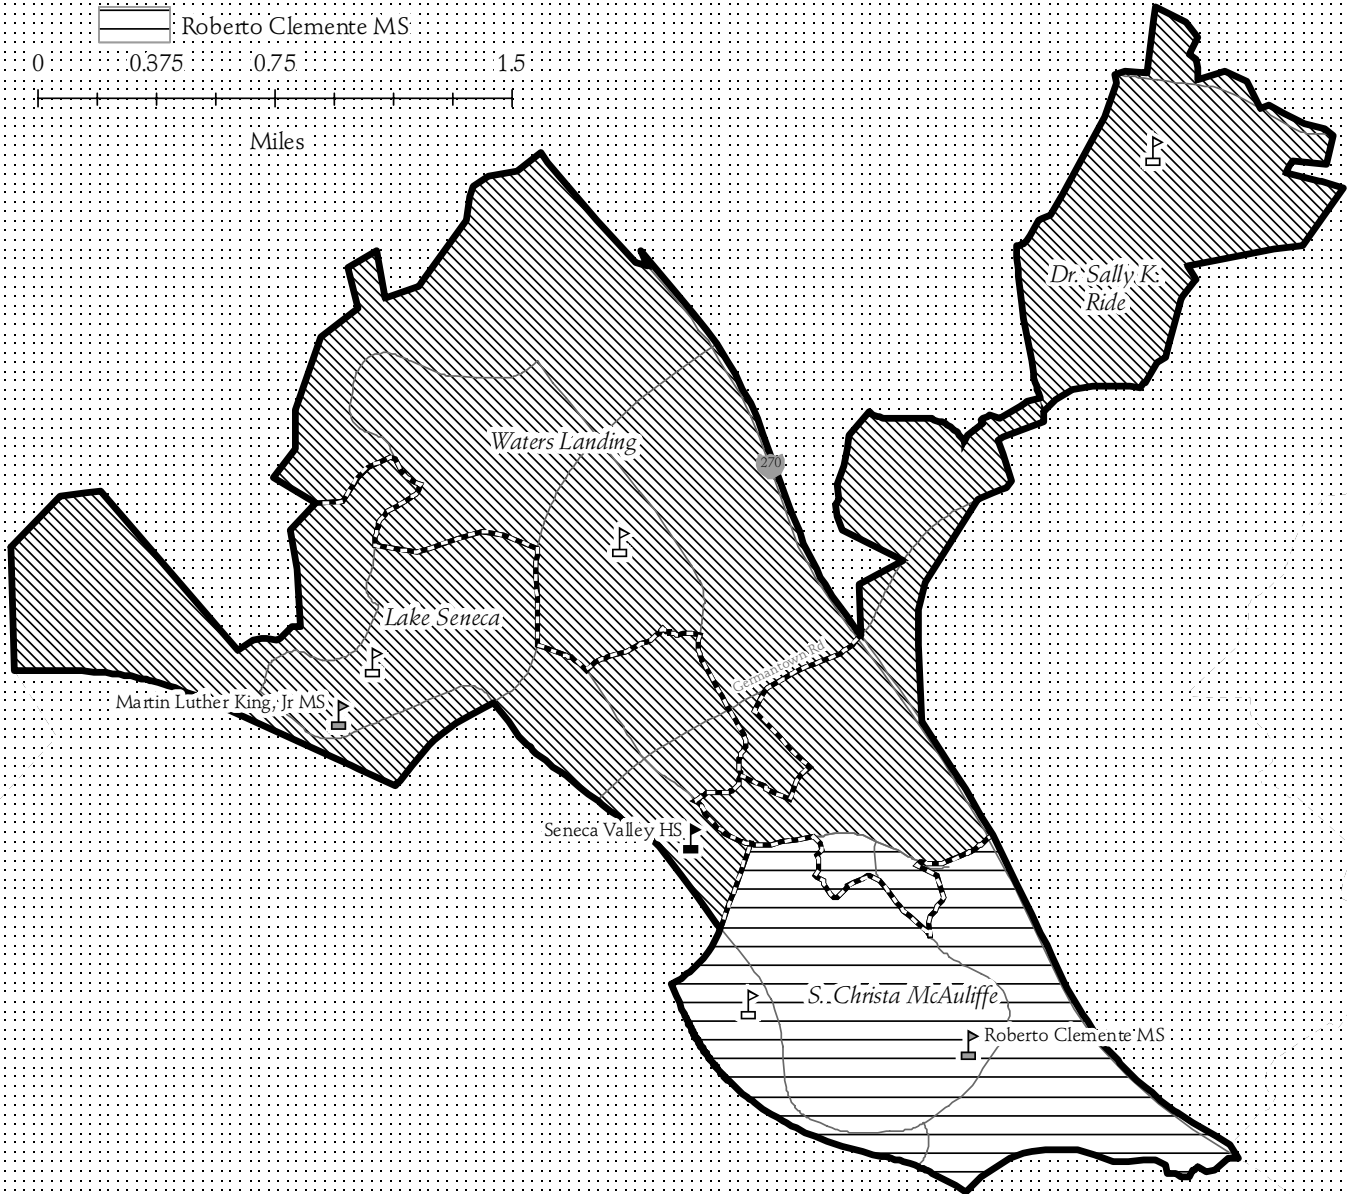 Roberto Clemente MS
0 0.375 0.75 1.5
Miles
Dr. Sally K.
Ride
Waters Landing
270
Lake Seneca
Germantown Rd
Martin Luther King, Jr MS
Seneca Valley HS
S. Christa McAuliffe
Roberto Clemente MS